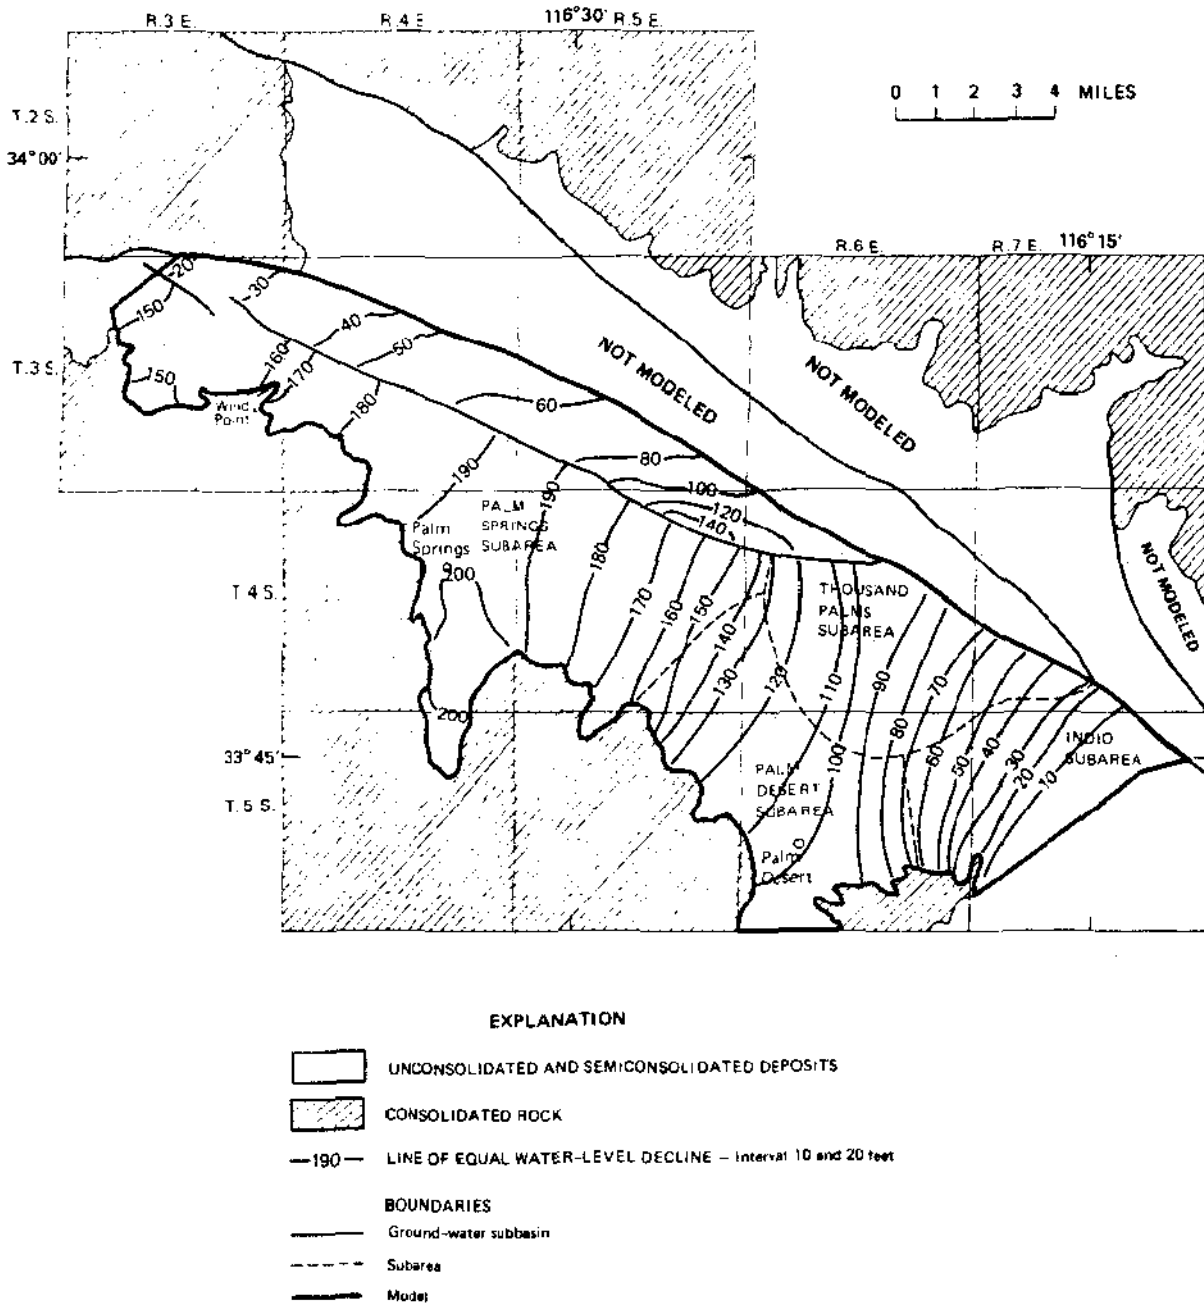 R.3 E.
R.4 E.
116°30′
R.5 E.
0 1 2 3 4 MILES
T.2 S.
34°00′
R.6 E.
R.7 E.
116°15′
20
30
150
40
50
160
170
T.3 S.
150
Wind
Point
180
60
NOT MODELED
NOT MODELED
80
190
190
100
120
140
PALM
SPRINGS
SUBAREA
Palm
Springs
200
180
170
160
150
140
130
120
110
100
THOUSAND
PALMS
SUBAREA
NOT MODELED
T 4 S.
90
80
70
60
50
40
30
20
10
200
INDIO
SUBAREA
33°45′
T.5 S.
PALM
DESERT
SUBAREA
Palm
Desert
EXPLANATION
UNCONSOLIDATED AND SEMICONSOLIDATED DEPOSITS
CONSOLIDATED ROCK
—190— LINE OF EQUAL WATER-LEVEL DECLINE – Interval 10 and 20 feet
BOUNDARIES
Ground-water subbasin
Subarea
Model